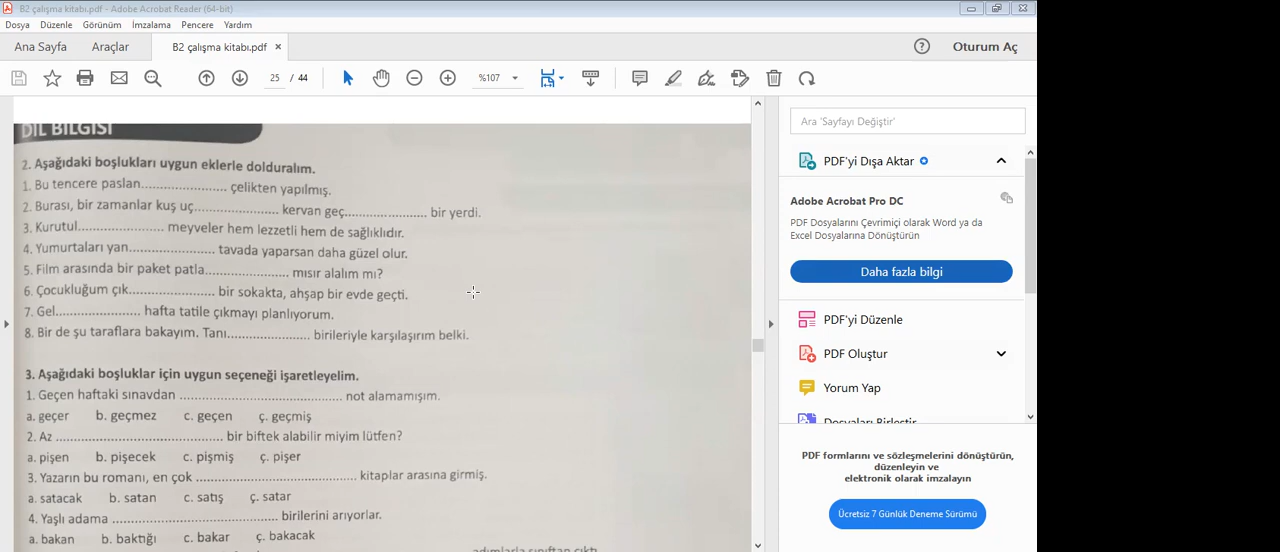 B2 çalışma kitabı.pdf - Adobe Acrobat Reader (64-bit)
Dosya Düzenle Görünüm İmzalama Pencere Yardım
Ana Sayfa Araçlar B2 çalışma kitabı.pdf × Oturum Aç
25 / 44 %107
DİL BİLGİSİ
2. Aşağıdaki boşlukları uygun eklerle dolduralım.
1. Bu tencere paslan...................... çelikten yapılmış.
2. Burası, bir zamanlar kuş uç...................... kervan geç...................... bir yerdi.
3. Kurutul...................... meyveler hem lezzetli hem de sağlıklıdır.
4. Yumurtaları yan...................... tavada yaparsan daha güzel olur.
5. Film arasında bir paket patla...................... mısır alalım mı?
6. Çocukluğum çık...................... bir sokakta, ahşap bir evde geçti.
7. Gel...................... hafta tatile çıkmayı planlıyorum.
8. Bir de şu taraflara bakayım. Tanı...................... birileriyle karşılaşırım belki.
3. Aşağıdaki boşluklar için uygun seçeneği işaretleyelim.
1. Geçen haftaki sınavdan ........................................... not alamamışım.
a. geçer b. geçmez c. geçen ç. geçmiş
2. Az ........................................... bir biftek alabilir miyim lütfen?
a. pişen b. pişecek c. pişmiş ç. pişer
3. Yazarın bu romanı, en çok ........................................... kitaplar arasına girmiş.
a. satacak b. satan c. satış ç. satar
4. Yaşlı adama ........................................... birilerini arıyorlar.
a. bakan b. baktığı c. bakar ç. bakacak
adımlarla sınıftan çıktı.
Ara 'Sayfayı Değiştir'
PDF'yi Dışa Aktar
Adobe Acrobat Pro DC
PDF Dosyalarını Çevrimiçi olarak Word ya da
Excel Dosyalarına Dönüştürün
Daha fazla bilgi
PDF'yi Düzenle
PDF Oluştur
Yorum Yap
Dosyaları Birleştir
PDF formlarını ve sözleşmelerini dönüştürün,
düzenleyin ve
elektronik olarak imzalayın
Ücretsiz 7 Günlük Deneme Sürümü